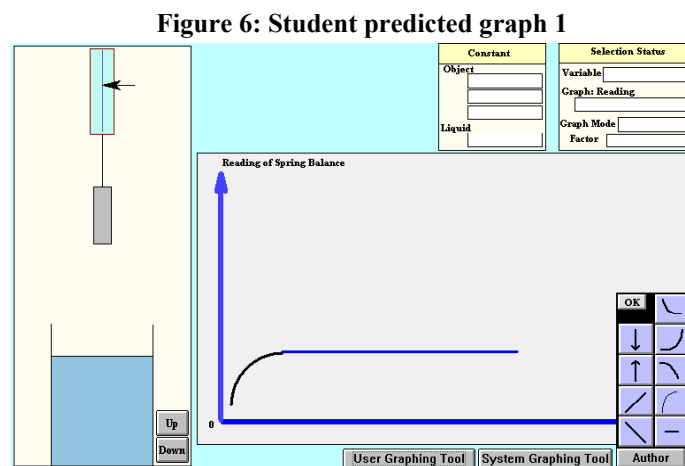 Figure 6: Student predicted graph 1
Constant
Object
Liquid
Selection Status
Variable
Graph: Reading
Graph Mode
Factor
Reading of Spring Balance
0
OK
Up
Down
User Graphing Tool
System Graphing Tool
Author